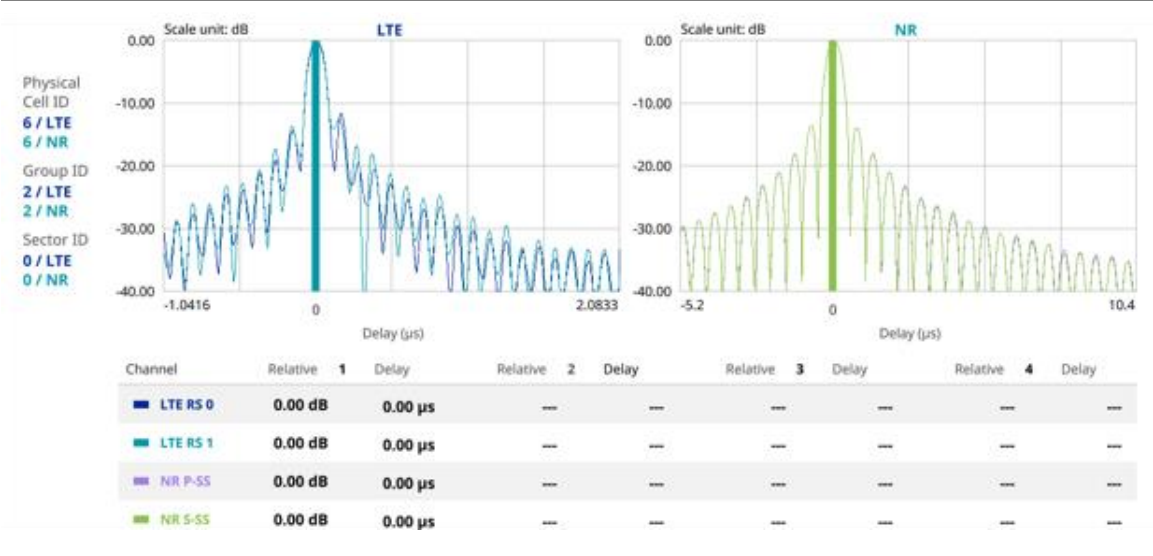 Scale unit: dB
LTE
Scale unit: dB
NR
0.00
-10.00
-20.00
-30.00
-40.00
0.00
-10.00
-20.00
-30.00
-40.00
Physical
Cell ID
6 / LTE
6 / NR
Group ID
2 / LTE
2 / NR
Sector ID
0 / LTE
0 / NR
-1.0416
0
2.0833
Delay (µs)
-5.2
0
10.4
Delay (µs)
Channel Relative 1 Delay Relative 2 Delay Relative 3 Delay Relative 4 Delay
LTE RS 0 0.00 dB 0.00 µs --- --- --- --- --- ---
LTE RS 1 0.00 dB 0.00 µs --- --- --- --- --- ---
NR P-SS 0.00 dB 0.00 µs --- --- --- --- --- ---
NR S-SS 0.00 dB 0.00 µs --- --- --- --- --- ---